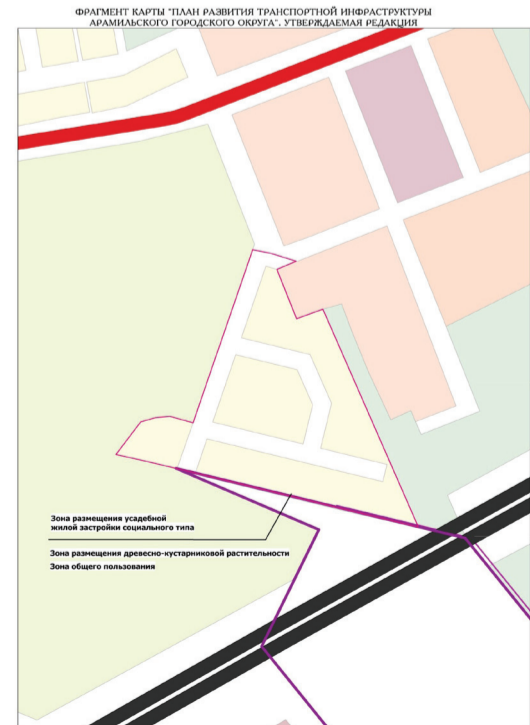 ФРАГМЕНТ КАРТЫ "ПЛАН РАЗВИТИЯ ТРАНСПОРТНОЙ ИНФРАСТРУКТУРЫ
АРАМИЛЬСКОГО ГОРОДСКОГО ОКРУГА". УТВЕРЖДАЕМАЯ РЕДАКЦИЯ
Зона размещения усадебной
жилой застройки социального типа
Зона размещения древесно-кустарниковой растительности
Зона общего пользования